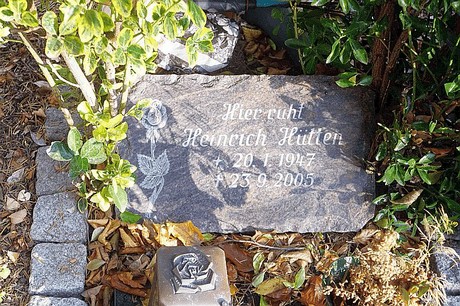 Hier ruht
Heinrich Hütten
* 20.1.1947
† 23.9.2005